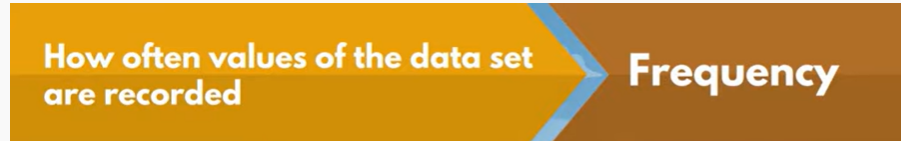 How often values of the data set
are recorded
Frequency